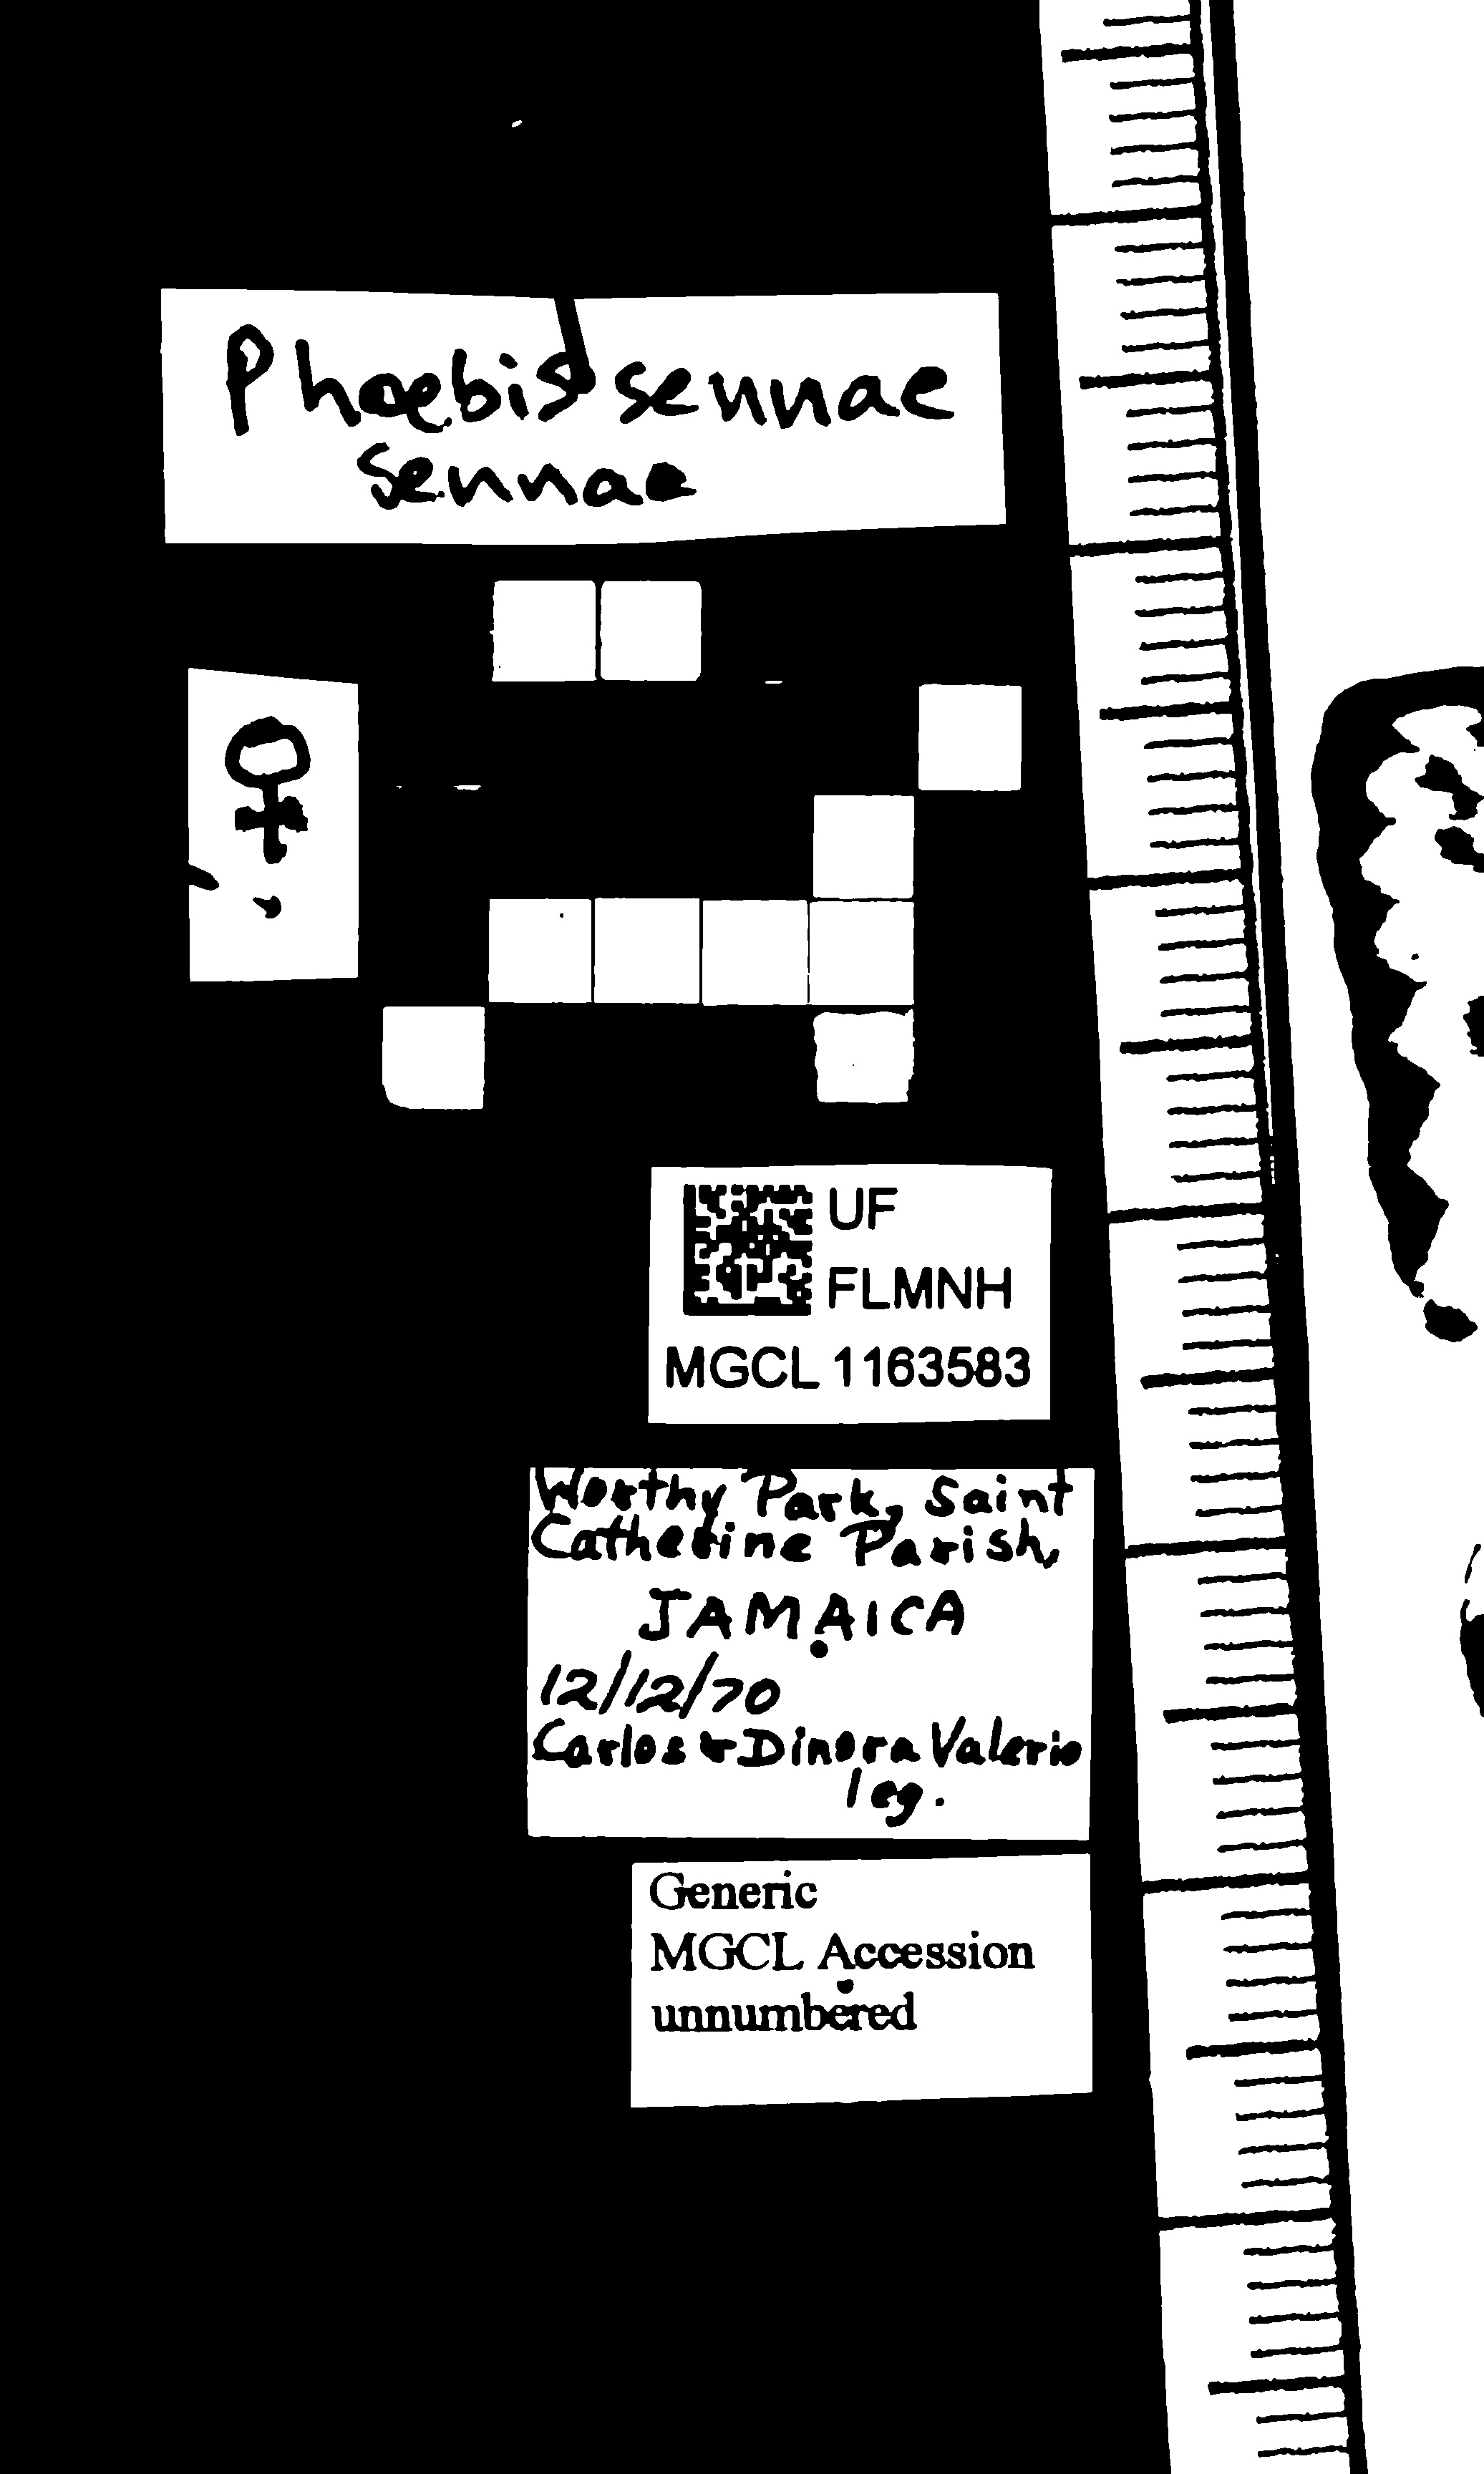 Phoebis sennae
sennae
♀
UF
FLMNH
MGCL 1163583
Worthy Park, Saint
Catherine Parish,
JAMAICA
12/12/70
Carlos & Dinora Valerio
leg.
Generic
MGCL Accession
unnumbered